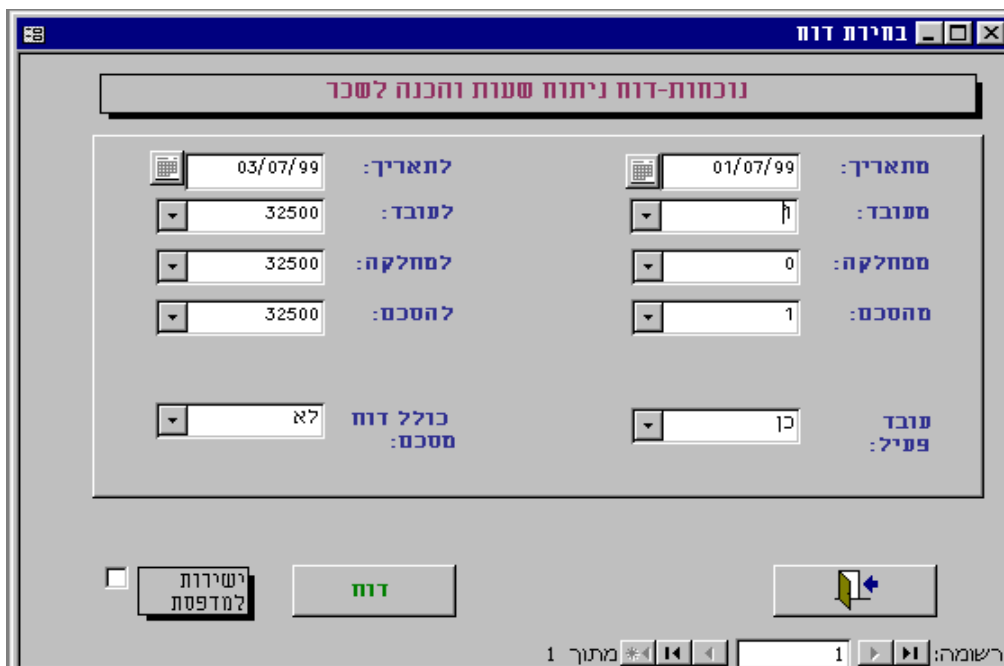 בחירת דוח
נוכחות-דוח ניתוח שעות והכנה לשכר
מתאריך: 01/07/99 לתאריך: 03/07/99
מעובד: 1 לעובד: 32500
ממחלקה: 0 למחלקה: 32500
מהסכם: 1 להסכם: 32500
עובד פעיל: כן כולל דוח מסכם: לא
דוח
ישירות
למדפסת
רשומה: 1 מתוך 1